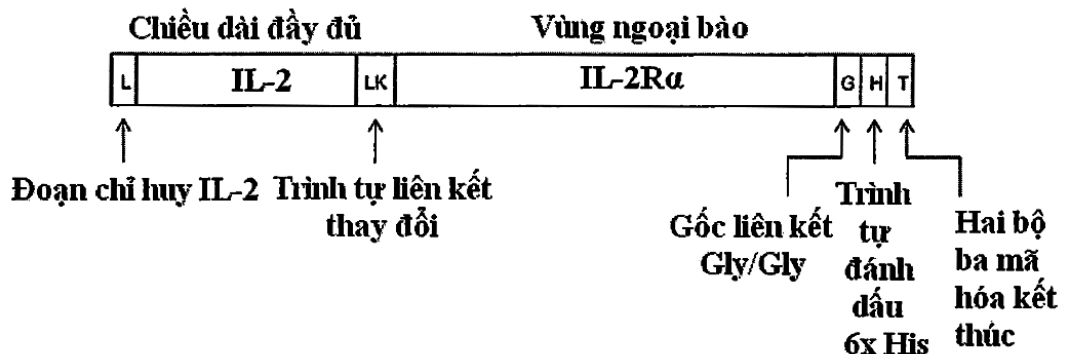 Chiều dài đầy đủ
Vùng ngoại bào
L
IL-2
LK
IL-2Rα
G
H
T
Đoạn chỉ huy IL-2
Trình tự liên kết
thay đổi
Gốc liên kết
Gly/Gly
Trình
tự
đánh
dấu
6x His
Hai bộ
ba mã
hóa kết
thúc